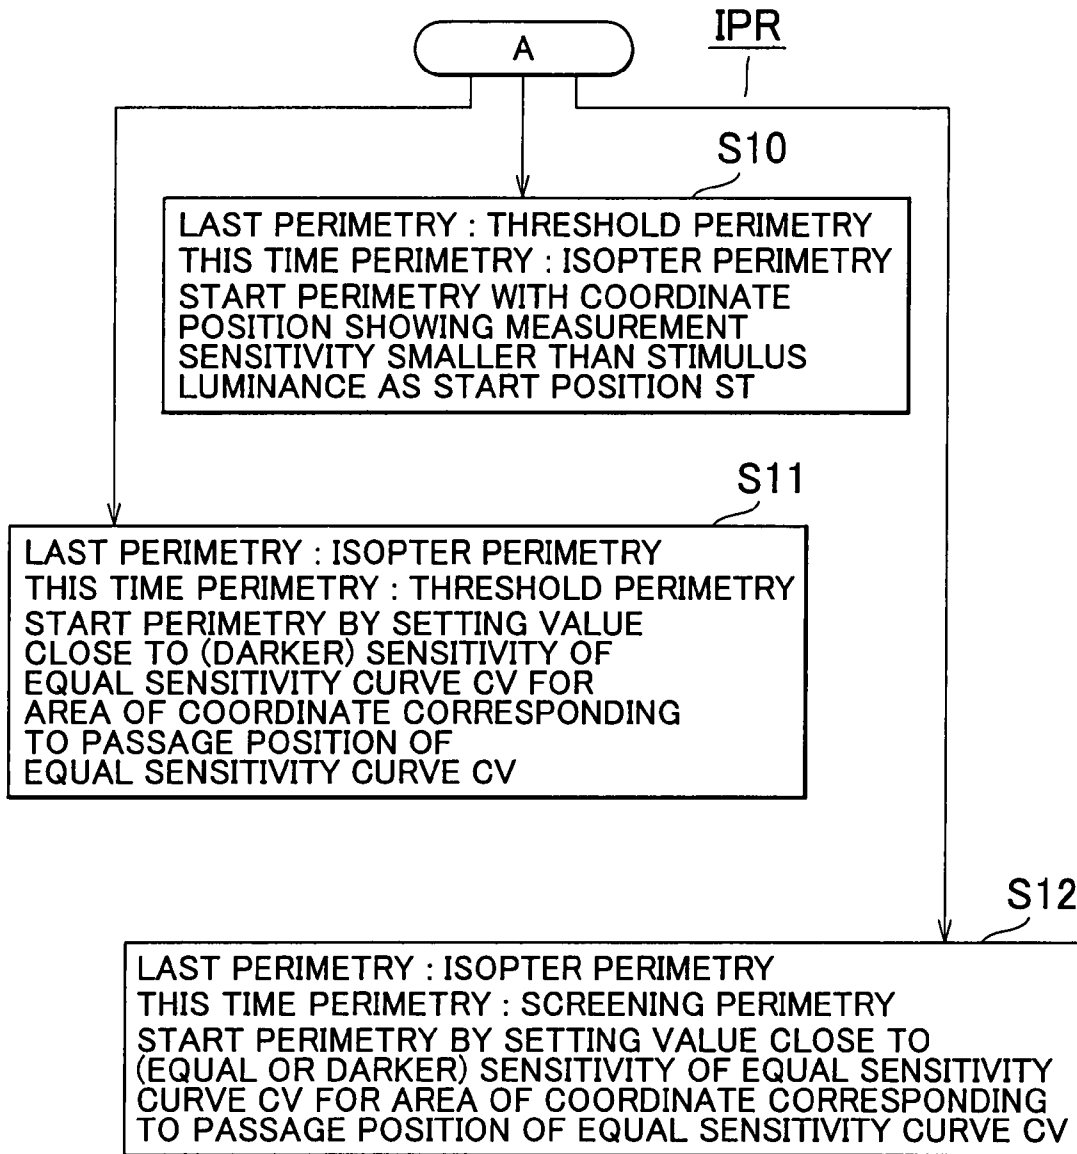 IPR
A
S10
LAST PERIMETRY : THRESHOLD PERIMETRY
THIS TIME PERIMETRY : ISOPTER PERIMETRY
START PERIMETRY WITH COORDINATE
POSITION SHOWING MEASUREMENT
SENSITIVITY SMALLER THAN STIMULUS
LUMINANCE AS START POSITION ST
S11
LAST PERIMETRY : ISOPTER PERIMETRY
THIS TIME PERIMETRY : THRESHOLD PERIMETRY
START PERIMETRY BY SETTING VALUE
CLOSE TO (DARKER) SENSITIVITY OF
EQUAL SENSITIVITY CURVE CV FOR
AREA OF COORDINATE CORRESPONDING
TO PASSAGE POSITION OF
EQUAL SENSITIVITY CURVE CV
S12
LAST PERIMETRY : ISOPTER PERIMETRY
THIS TIME PERIMETRY : SCREENING PERIMETRY
START PERIMETRY BY SETTING VALUE CLOSE TO
(EQUAL OR DARKER) SENSITIVITY OF EQUAL SENSITIVITY
CURVE CV FOR AREA OF COORDINATE CORRESPONDING
TO PASSAGE POSITION OF EQUAL SENSITIVITY CURVE CV